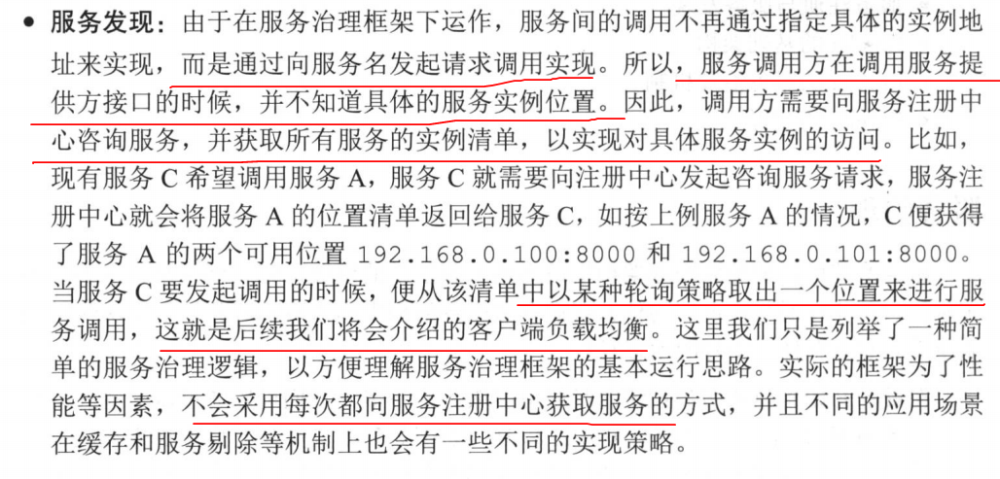 • 服务发现：由于在服务治理框架下运作，服务间的调用不再通过指定具体的实例地
址来实现，而是通过向服务名发起请求调用实现。所以，服务调用方在调用服务提
供方接口的时候，并不知道具体的服务实例位置。因此，调用方需要向服务注册中
心咨询服务，并获取所有服务的实例清单，以实现对具体服务实例的访问。比如，
现有服务 C 希望调用服务 A，服务 C 就需要向注册中心发起咨询服务请求，服务注
册中心就会将服务 A 的位置清单返回给服务 C，如按上例服务 A 的情况，C 便获得
了服务 A 的两个可用位置 192.168.0.100:8000 和 192.168.0.101:8000。
当服务 C 要发起调用的时候，便从该清单中以某种轮询策略取出一个位置来进行服
务调用，这就是后续我们将会介绍的客户端负载均衡。这里我们只是列举了一种简
单的服务治理逻辑，以方便理解服务治理框架的基本运行思路。实际的框架为了性
能等因素，不会采用每次都向服务注册中心获取服务的方式，并且不同的应用场景
在缓存和服务剔除等机制上也会有一些不同的实现策略。